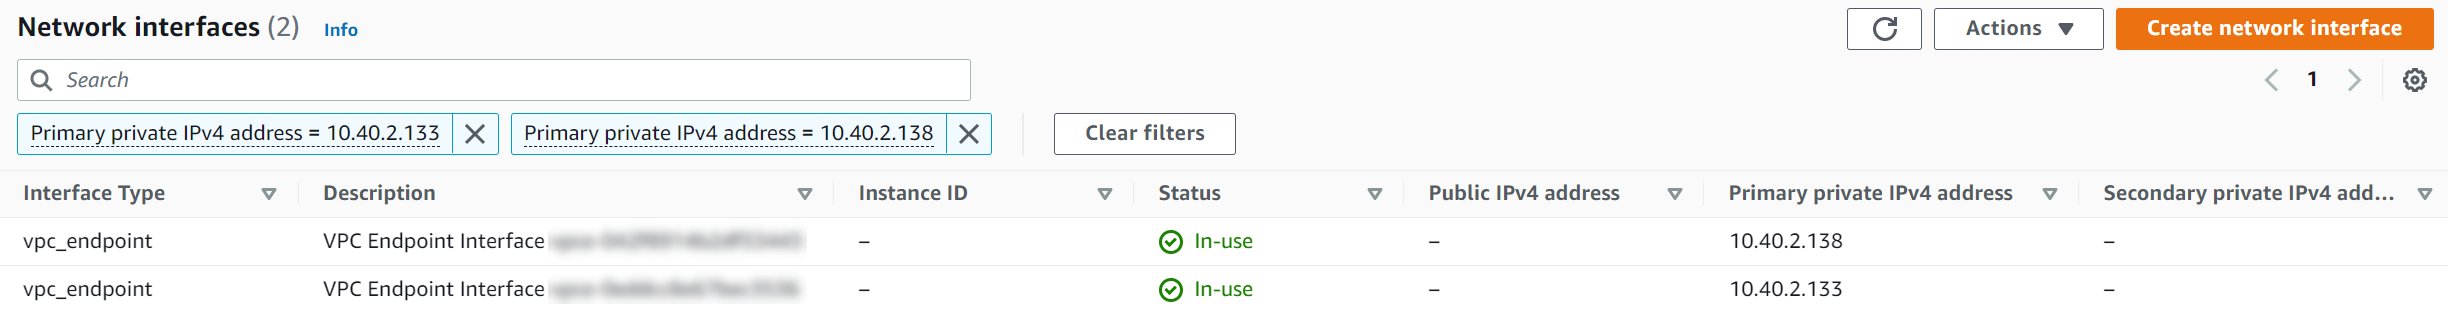 Network interfaces (2) Info Actions Create network interface
Search 1
Primary private IPv4 address = 10.40.2.133 Primary private IPv4 address = 10.40.2.138 Clear filters
Interface Type Description Instance ID Status Public IPv4 address Primary private IPv4 address Secondary private IPv4 add...
vpc_endpoint VPC Endpoint Interface – In-use – 10.40.2.138 –
vpc_endpoint VPC Endpoint Interface – In-use – 10.40.2.133 –